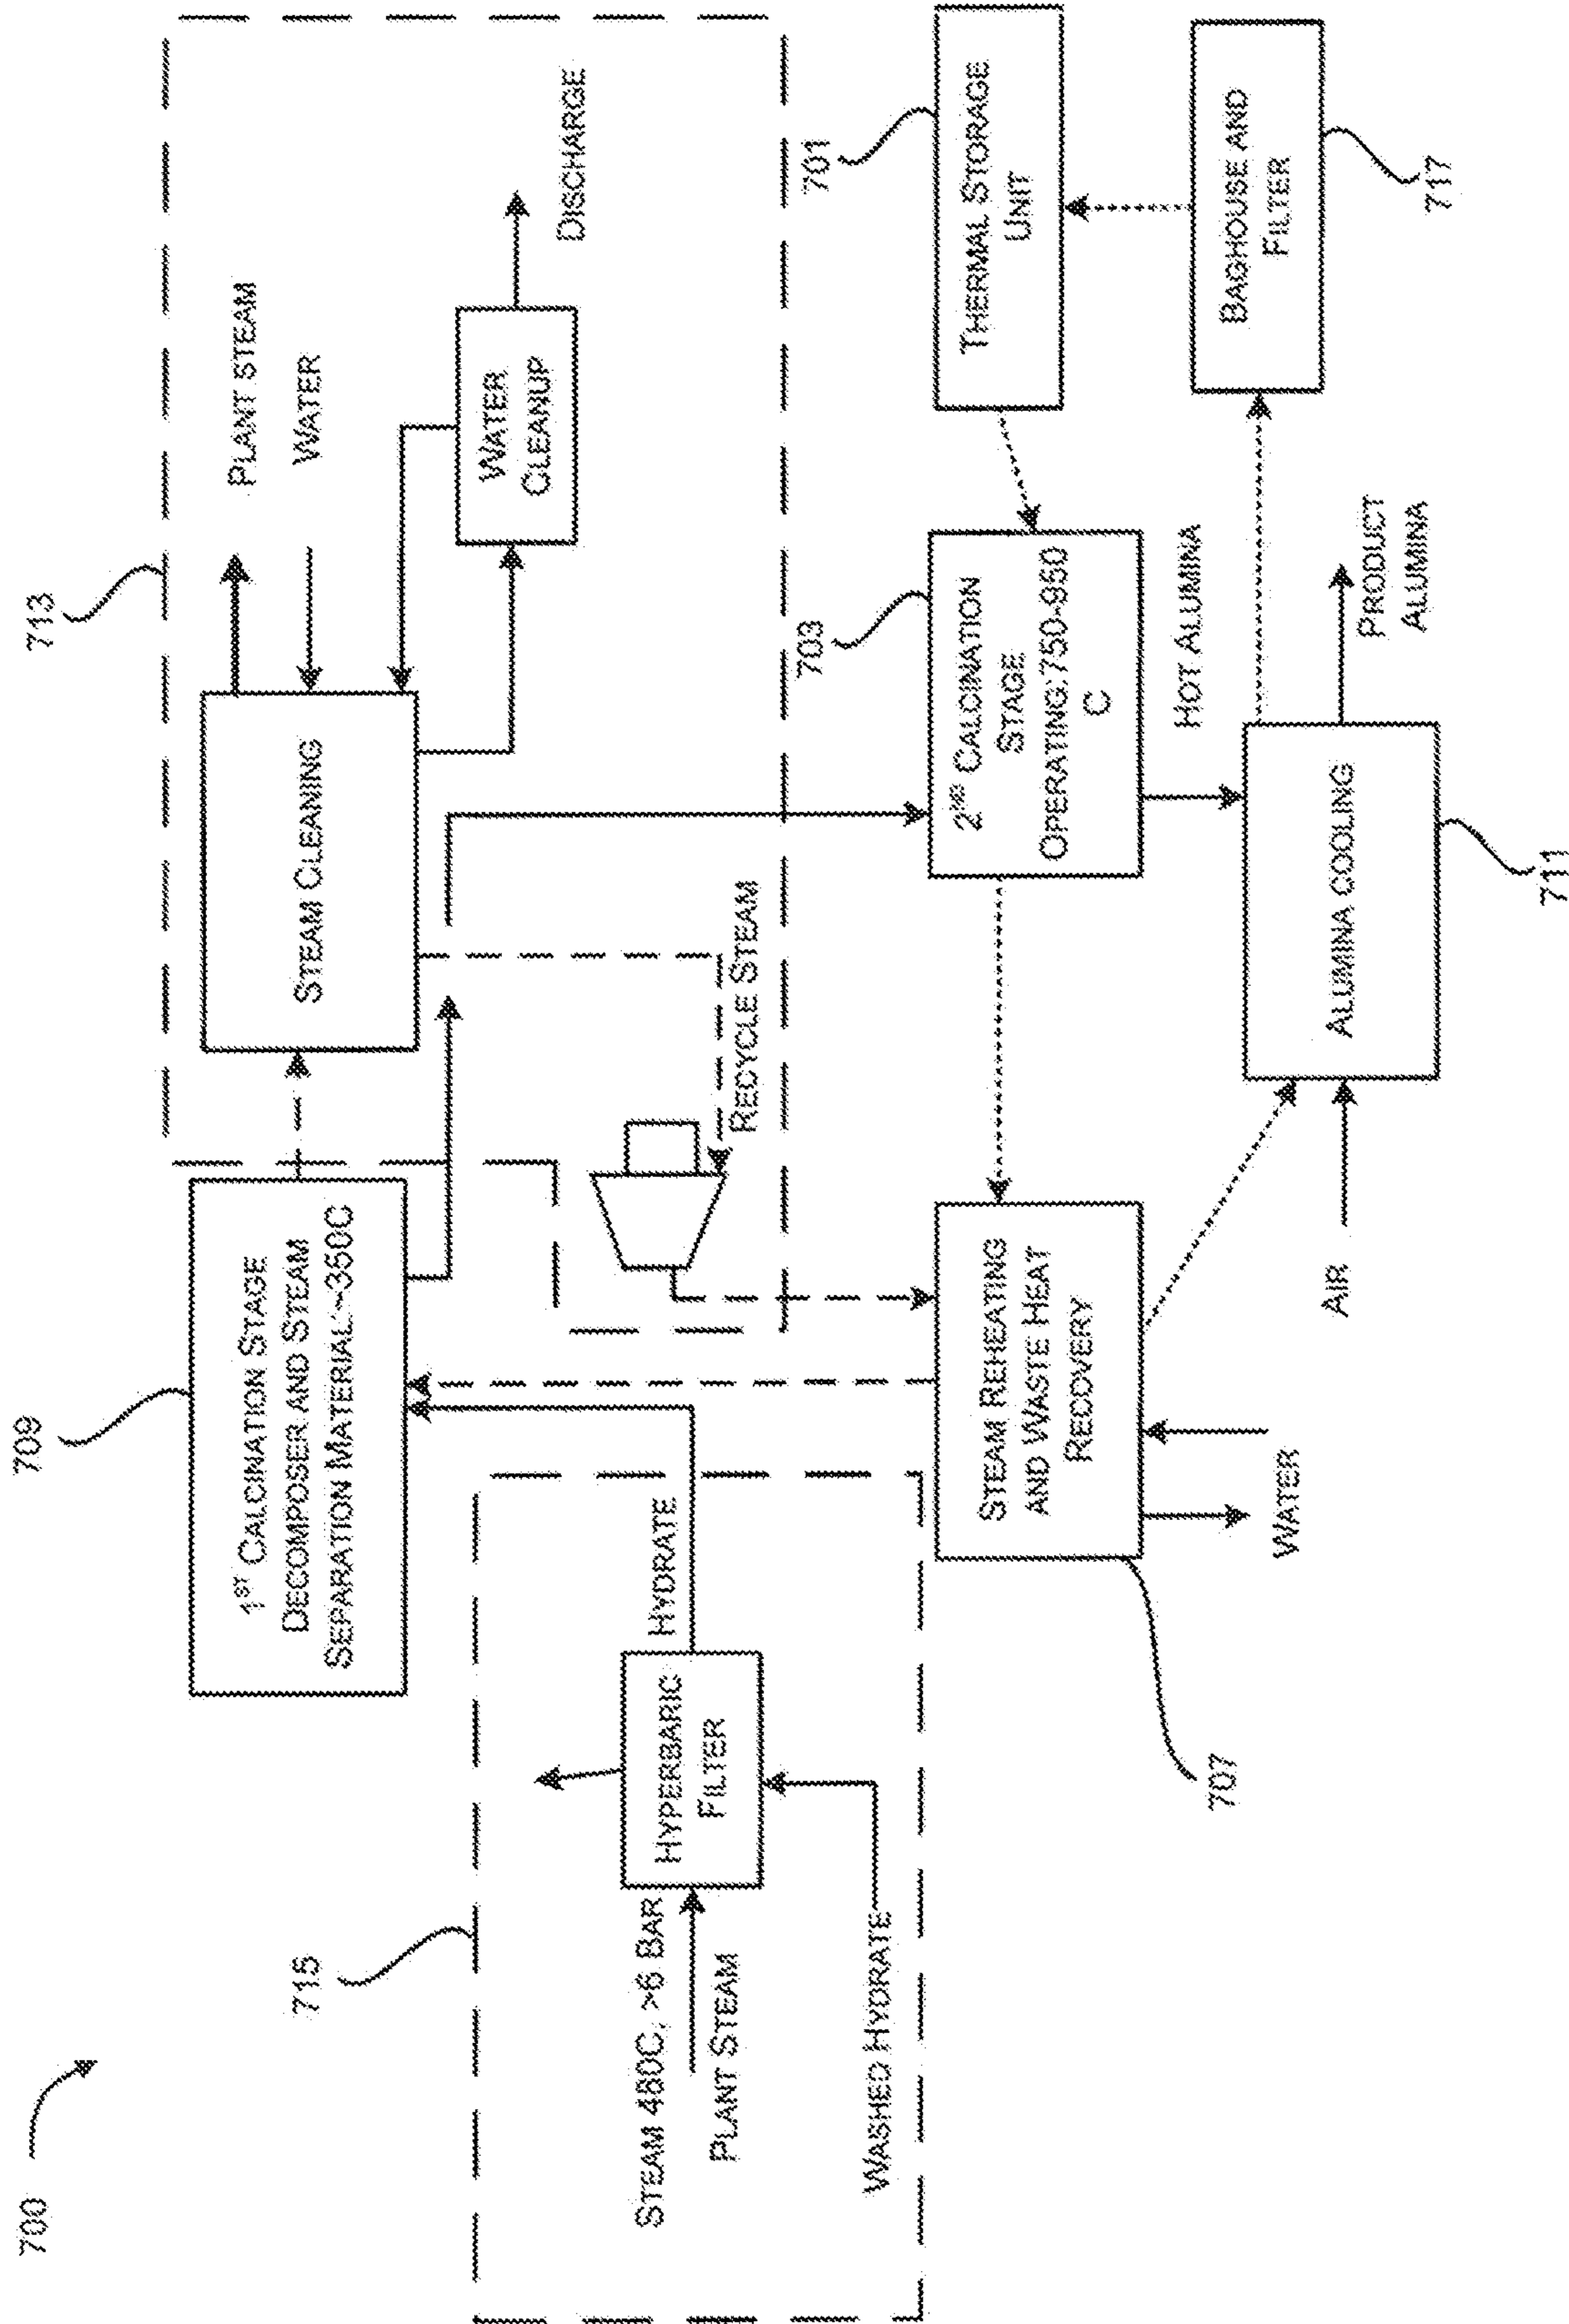 700
709
1ST CALCINATION STAGE
DECOMPOSER AND STEAM
SEPARATION MATERIAL:~350C
713
STEAM CLEANING
PLANT STEAM
WATER
WATER
CLEANUP
DISCHARGE
RECYCLE STEAM
715
STEAM 480C, >6 BAR
PLANT STEAM
HYPERBARIC
FILTER
HYDRATE
WASHED HYDRATE
707
STEAM REHEATING
AND WASTE HEAT
RECOVERY
WATER
703
2ND CALCINATION
STAGE
OPERATING:750-950
C
HOT ALUMINA
701
THERMAL STORAGE
UNIT
AIR
ALUMINA COOLING
711
PRODUCT
ALUMINA
BAGHOUSE AND
FILTER
717